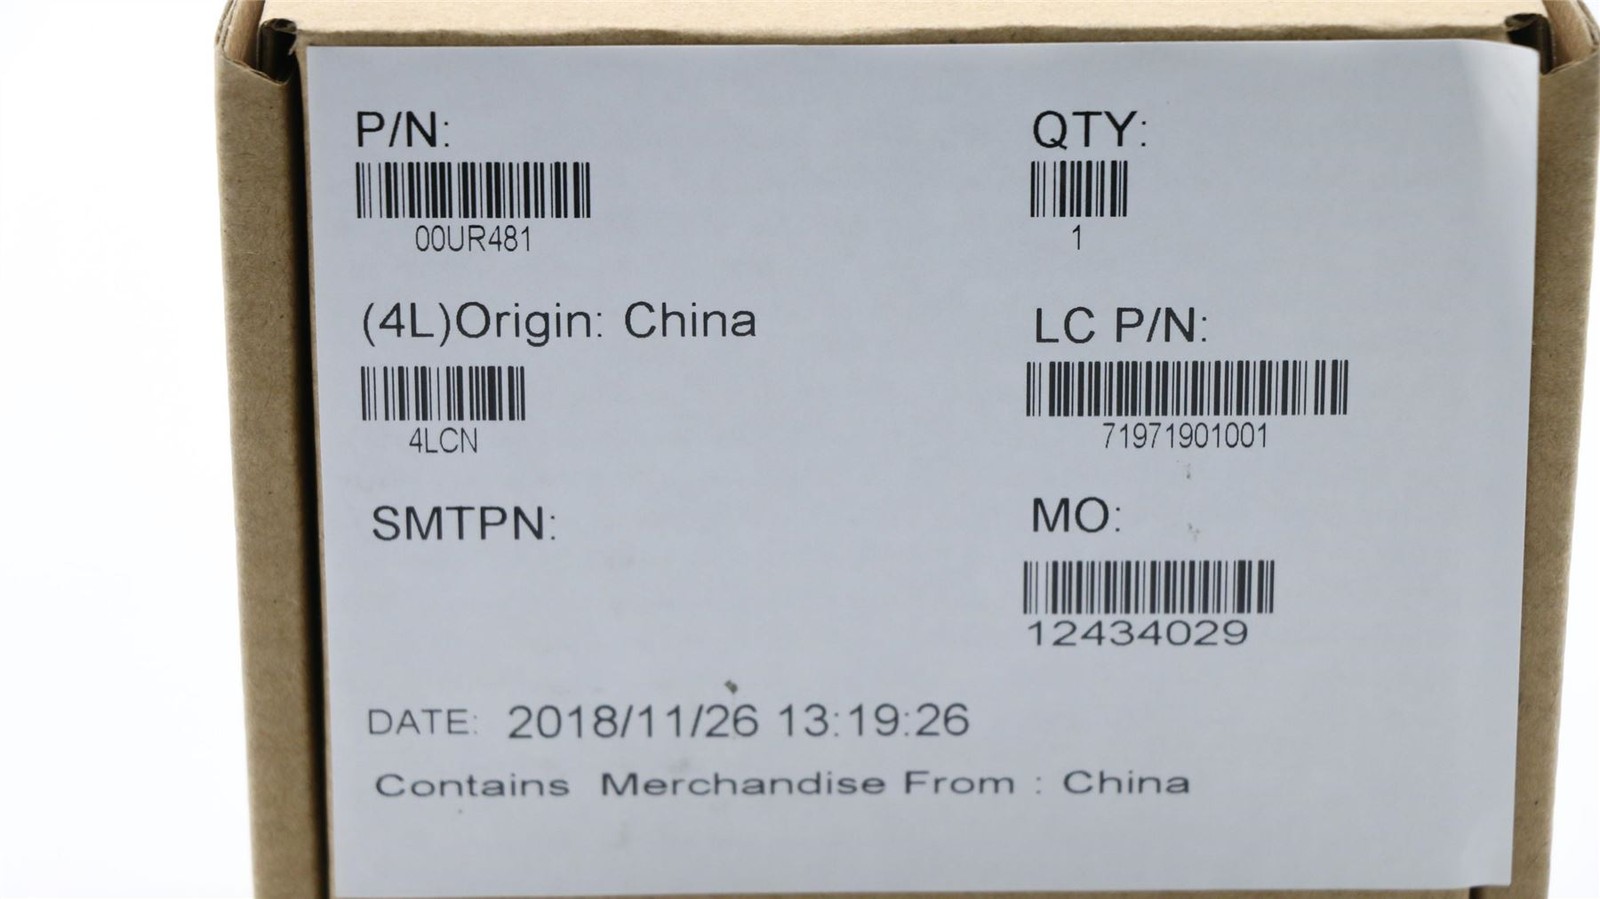 P/N:
00UR481
QTY:
1
(4L)Origin: China
4LCN
LC P/N:
71971901001
SMTPN:
MO:
12434029
DATE: 2018/11/26 13:19:26
Contains Merchandise From : China